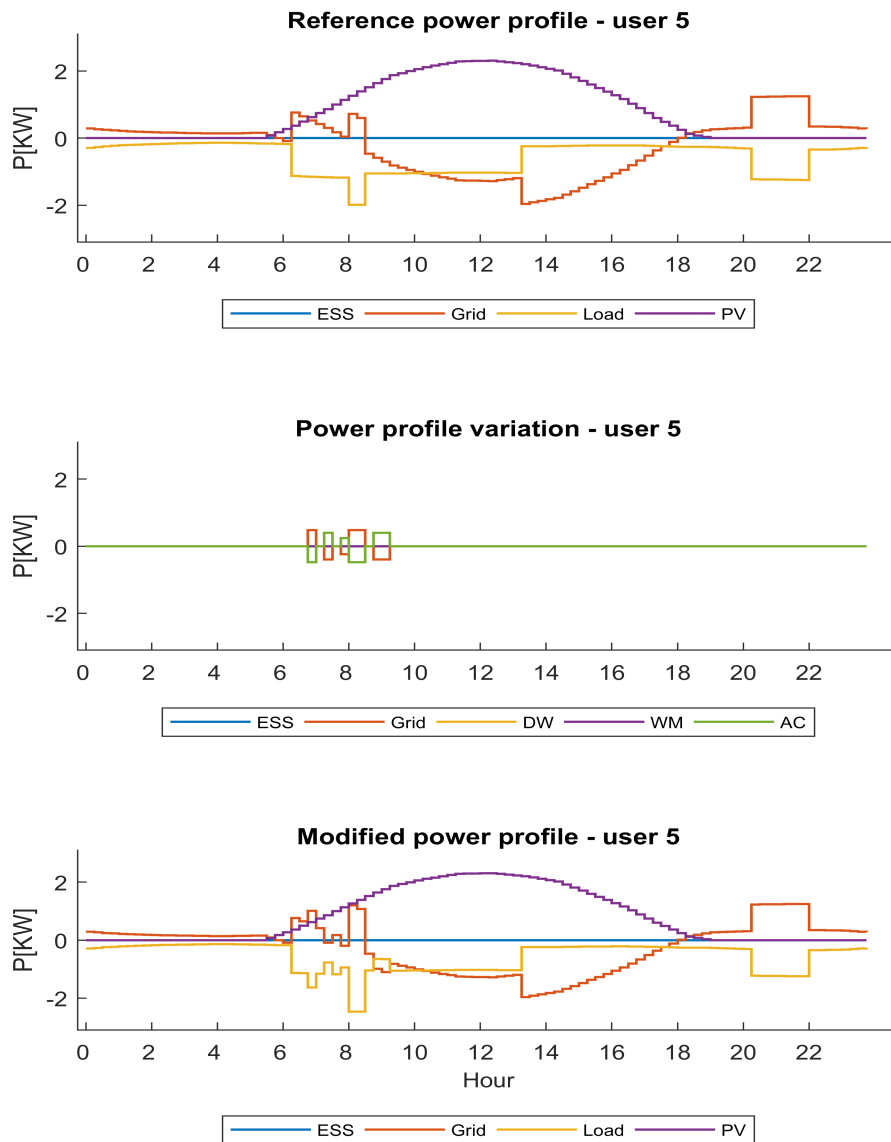 Reference power profile - user 5
P[KW]
2
0
-2
0 2 4 6 8 10 12 14 16 18 20 22
ESS Grid Load PV
Power profile variation - user 5
P[KW]
2
0
-2
0 2 4 6 8 10 12 14 16 18 20 22
ESS Grid DW WM AC
Modified power profile - user 5
P[KW]
2
0
-2
0 2 4 6 8 10 12 14 16 18 20 22
Hour
ESS Grid Load PV